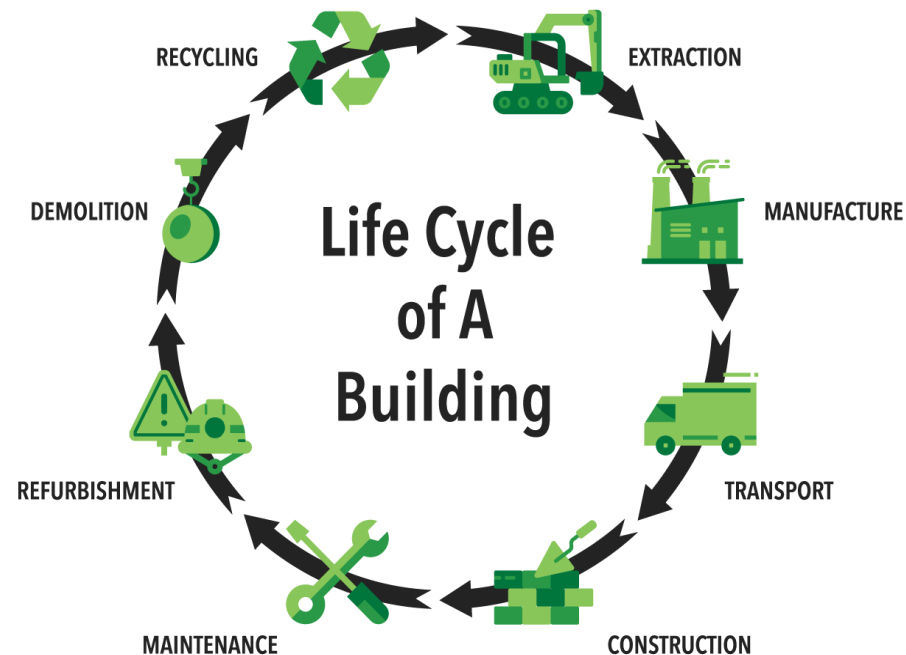 RECYCLING
EXTRACTION
DEMOLITION
MANUFACTURE
Life Cycle
of A
Building
REFURBISHMENT
TRANSPORT
MAINTENANCE
CONSTRUCTION